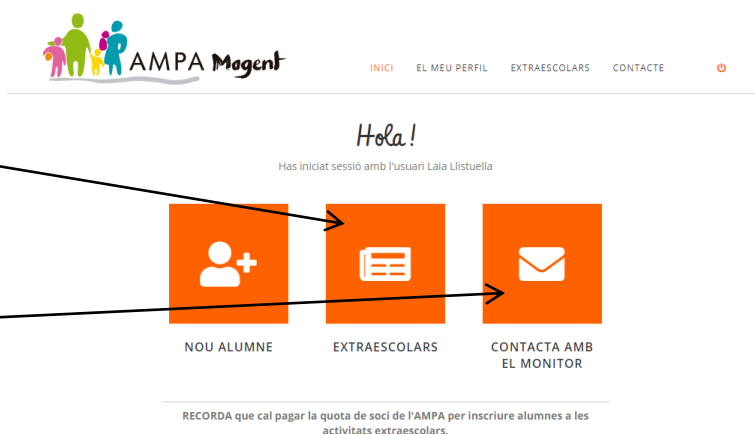 AMPA Magent
INICI EL MEU PERFIL EXTRAESCOLARS CONTACTE
Hola!
Has iniciat sessió amb l'usuari Laia Llistuella
NOU ALUMNE EXTRAESCOLARS CONTACTA AMB
EL MONITOR
RECORDA que cal pagar la quota de soci de l'AMPA per inscriure alumnes a les
activitats extraescolars.